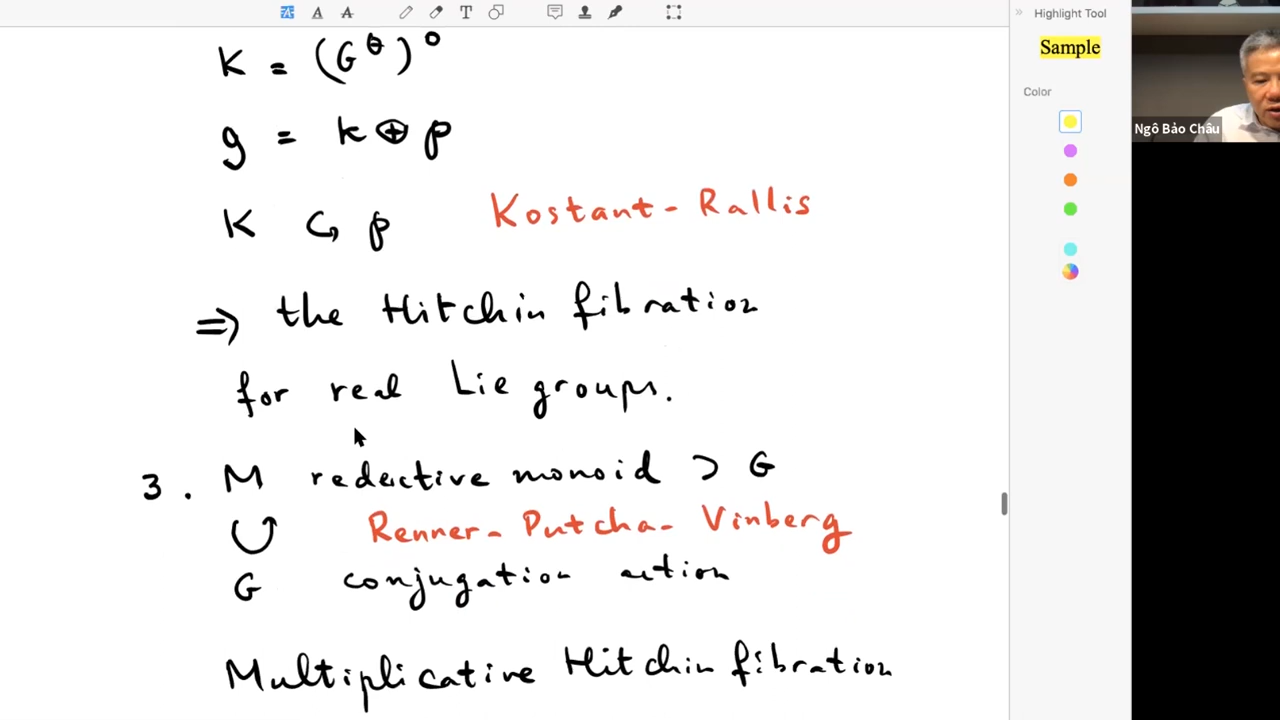 Highlight Tool
Sample
Color
Ngô Bảo Châu
K = (G^θ)^0
g = k ⊕ p
K ↻ p Kostant-Rallis
⇒ the Hitchin fibration
for real Lie groups.
3. M reductive monoid ⊃ G
Renner-Putcha-Vinberg
G conjugation action
Multiplicative Hitchin fibration